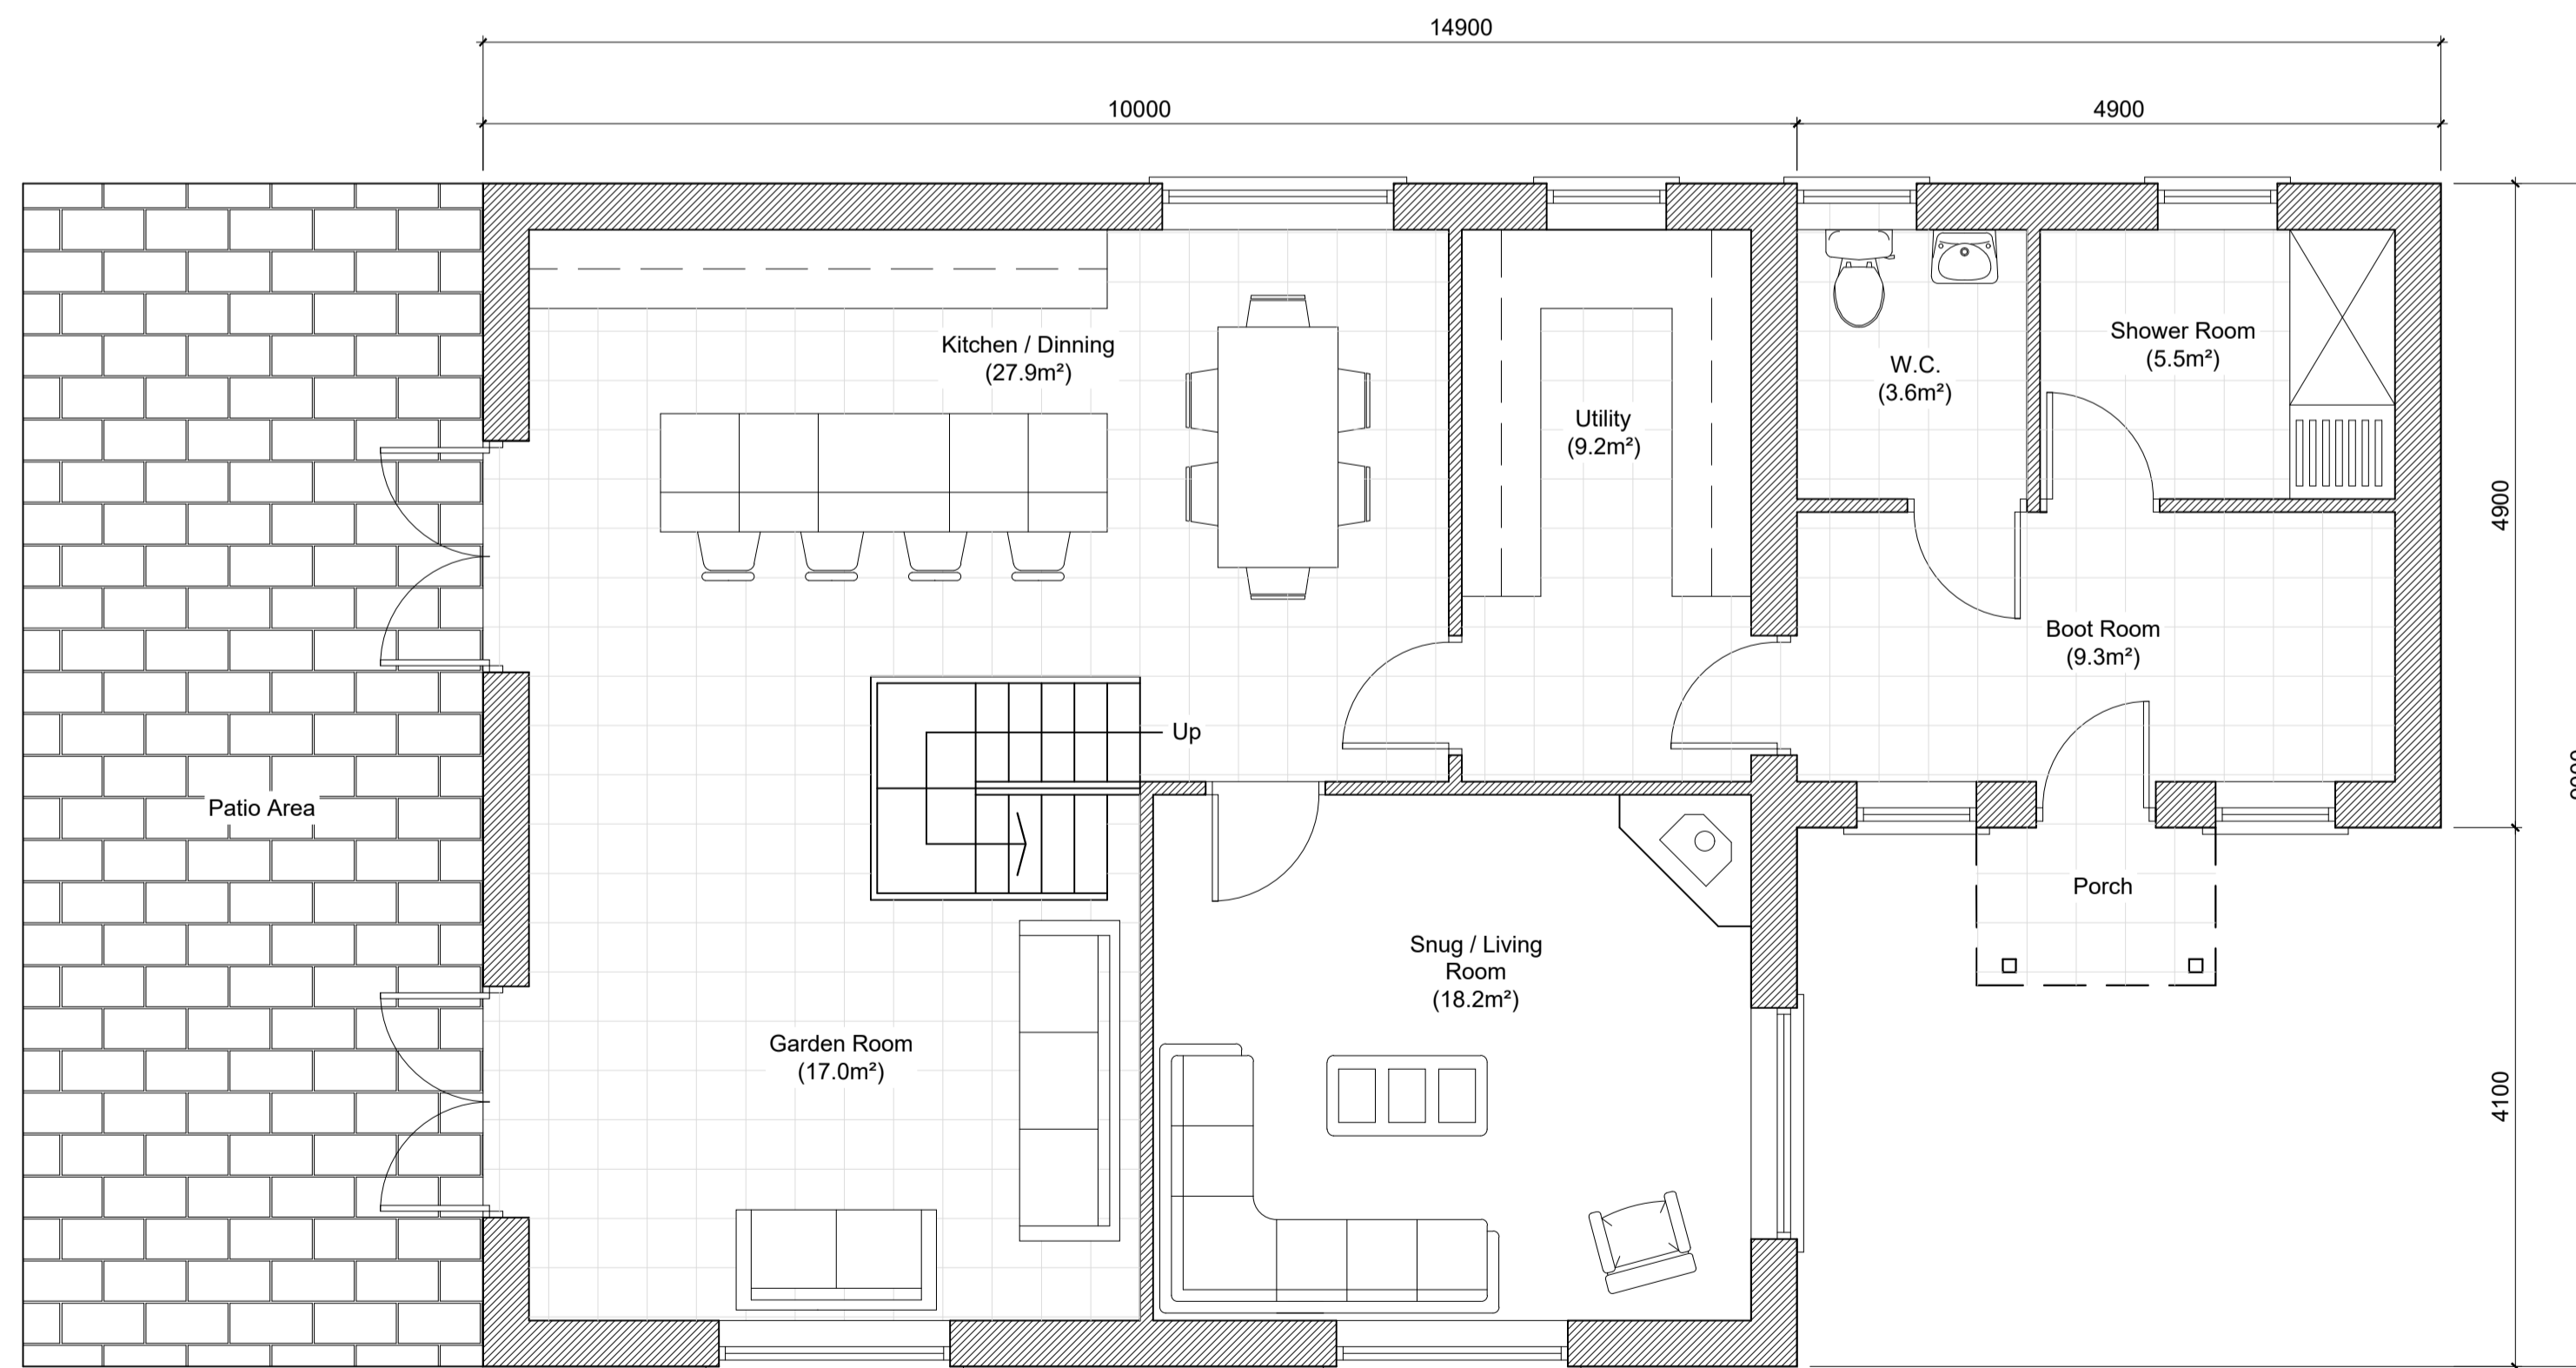 14900
10000
4900
Kitchen / Dinning
(27.9m²)
Utility
(9.2m²)
W.C.
(3.6m²)
Shower Room
(5.5m²)
Boot Room
(9.3m²)
4900
Up
Patio Area
Porch
Snug / Living
Room
(18.2m²)
Garden Room
(17.0m²)
4100